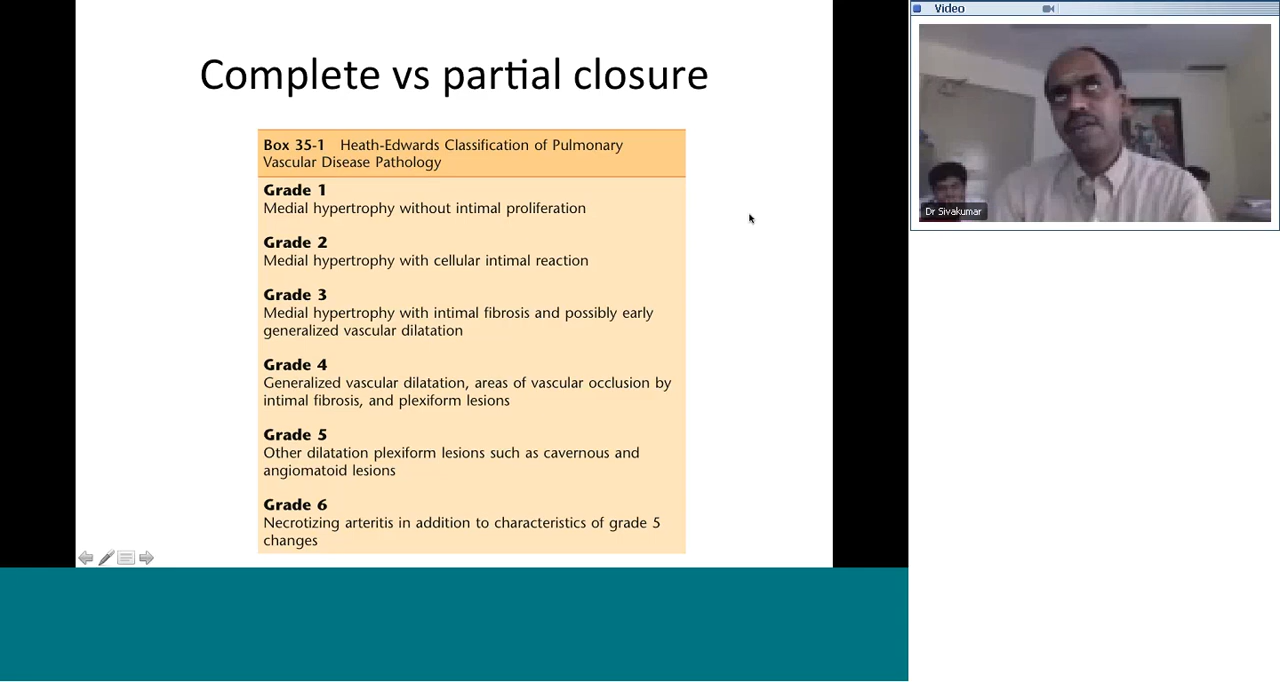 Complete vs partial closure
Box 35-1 Heath-Edwards Classification of Pulmonary
Vascular Disease Pathology
Grade 1
Medial hypertrophy without intimal proliferation
Grade 2
Medial hypertrophy with cellular intimal reaction
Grade 3
Medial hypertrophy with intimal fibrosis and possibly early
generalized vascular dilatation
Grade 4
Generalized vascular dilatation, areas of vascular occlusion by
intimal fibrosis, and plexiform lesions
Grade 5
Other dilatation plexiform lesions such as cavernous and
angiomatoid lesions
Grade 6
Necrotizing arteritis in addition to characteristics of grade 5
changes
Video
Dr Sivakumar